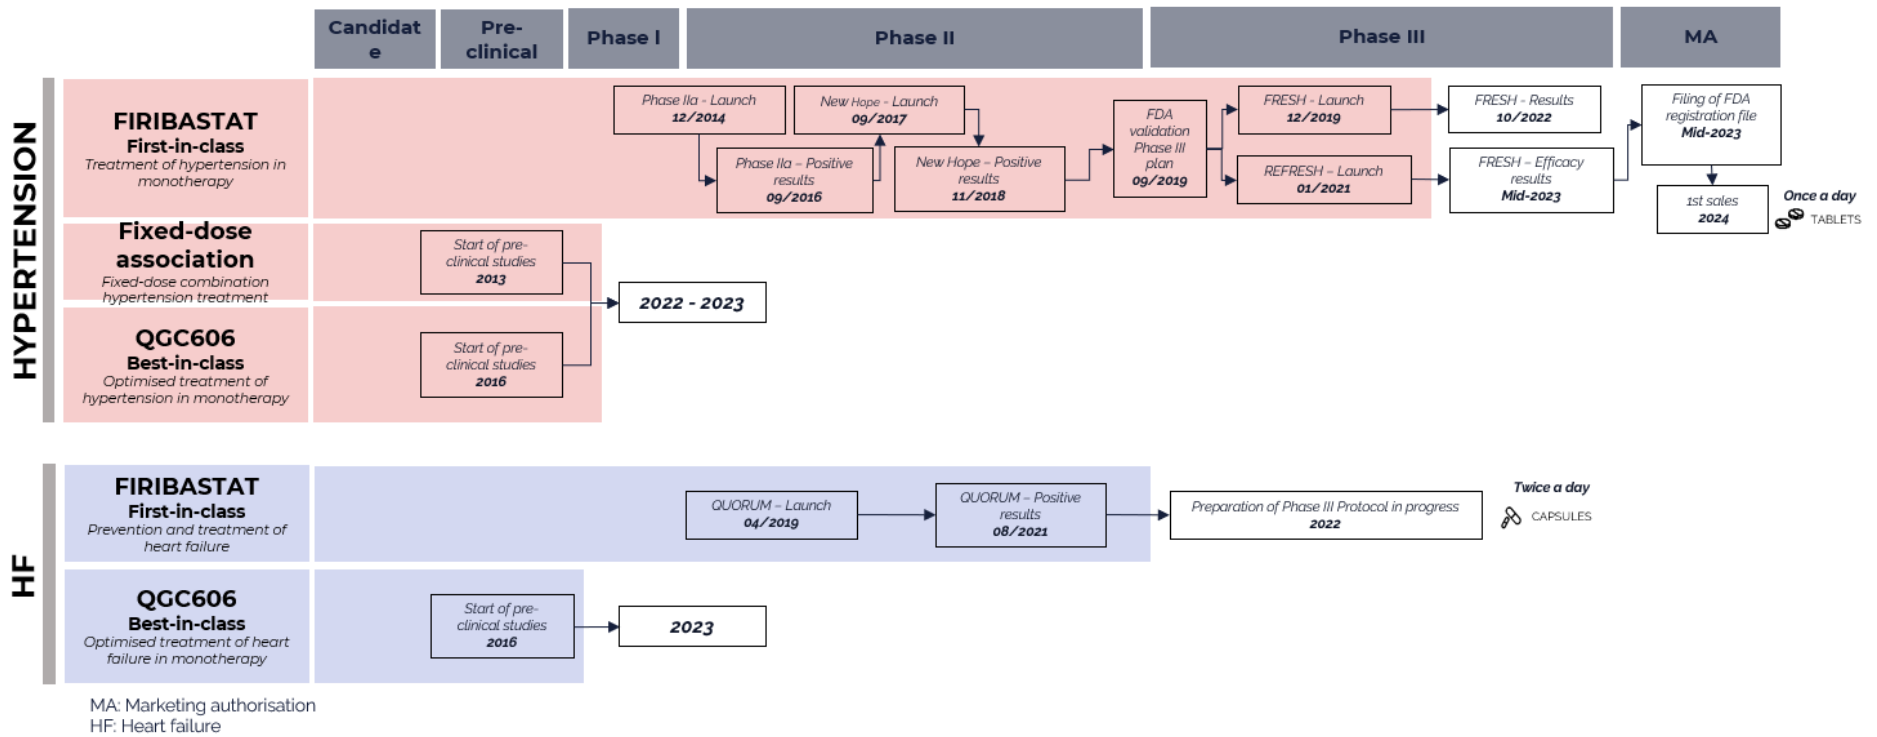 Candidat
e
Pre-
clinical
Phase I
Phase II
Phase III
MA
HYPERTENSION
FIRIBASTAT
First-in-class
Treatment of hypertension in
monotherapy
Phase IIa - Launch
12/2014
Phase IIa – Positive
results
09/2016
New Hope - Launch
09/2017
New Hope – Positive
results
11/2018
FDA
validation
Phase III
plan
09/2019
FRESH - Launch
12/2019
REFRESH – Launch
01/2021
FRESH - Results
10/2022
FRESH – Efficacy
results
Mid-2023
Filing of FDA
registration file
Mid-2023
1st sales
2024
Once a day
TABLETS
Fixed-dose
association
Fixed-dose combination
hypertension treatment
Start of pre-
clinical studies
2013
2022 - 2023
QGC606
Best-in-class
Optimised treatment of
hypertension in monotherapy
Start of pre-
clinical studies
2016
HF
FIRIBASTAT
First-in-class
Prevention and treatment of
heart failure
QUORUM – Launch
04/2019
QUORUM – Positive
results
08/2021
Preparation of Phase III Protocol in progress
2022
Twice a day
CAPSULES
QGC606
Best-in-class
Optimised treatment of heart
failure in monotherapy
Start of pre-
clinical studies
2016
2023
MA: Marketing authorisation
HF: Heart failure